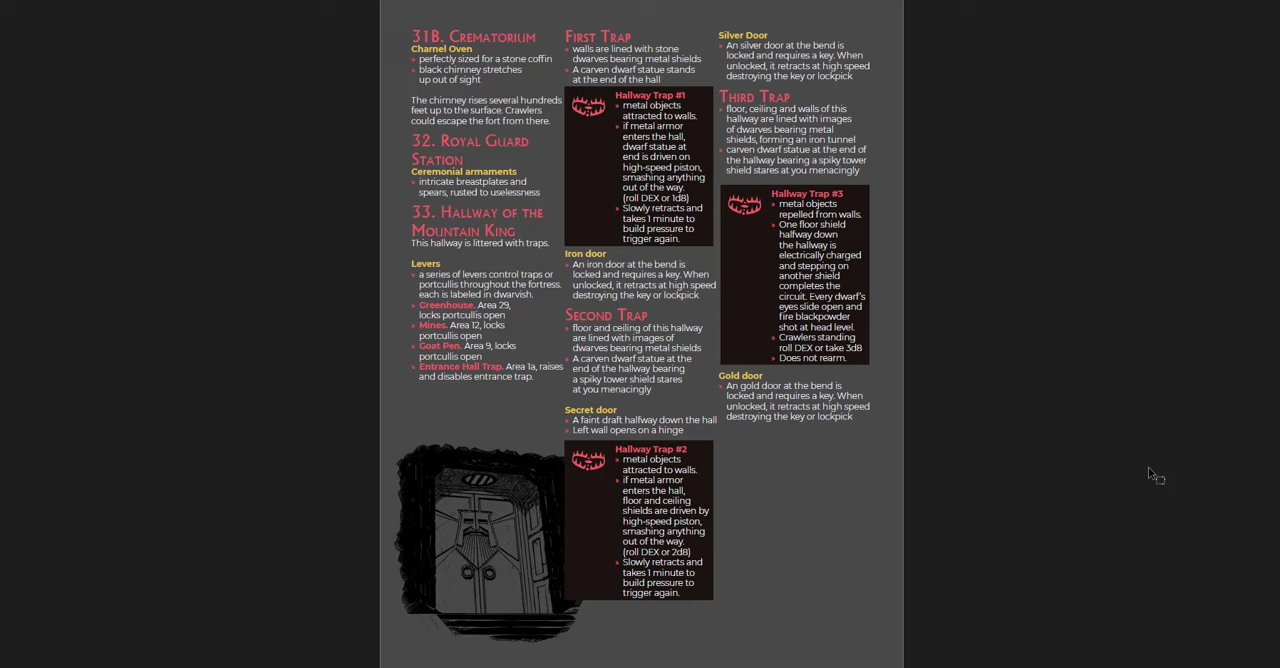 31B. Crematorium
Charnel Oven
» perfectly sized for a stone coffin
» black chimney stretches
up out of sight
The chimney rises several hundreds
feet up to the surface. Crawlers
could escape the fort from there.
32. Royal Guard
Station
Ceremonial armaments
» intricate breastplates and
spears, rusted to uselessness
33. Hallway of the
Mountain King
This hallway is littered with traps.
Levers
» a series of levers control traps or
portcullis throughout the fortress.
each is labeled in dwarvish.
» Greenhouse. Area 29,
locks portcullis open
» Mines. Area 12, locks
portcullis open
» Goat Pen. Area 9, locks
portcullis open
» Entrance Hall Trap. Area 1a, raises
and disables entrance trap.
First Trap
» walls are lined with stone
dwarves bearing metal shields
» A carven dwarf statue stands
at the end of the hall
Hallway Trap #1
» metal objects
attracted to walls.
» if metal armor
enters the hall,
dwarf statue at
end is driven on
high-speed piston,
smashing anything
out of the way.
(roll DEX or 1d8)
» Slowly retracts and
takes 1 minute to
build pressure to
trigger again.
Iron door
» An iron door at the bend is
locked and requires a key. When
unlocked, it retracts at high speed
destroying the key or lockpick
Second Trap
» floor and ceiling of this hallway
are lined with images of
dwarves bearing metal shields
» A carven dwarf statue at the
end of the hallway bearing
a spiky tower shield stares
at you menacingly
Secret door
» A faint draft halfway down the hall
» Left wall opens on a hinge
Hallway Trap #2
» metal objects
attracted to walls.
» if metal armor
enters the hall,
floor and ceiling
shields are driven by
high-speed piston,
smashing anything
out of the way.
(roll DEX or 2d8)
» Slowly retracts and
takes 1 minute to
build pressure to
trigger again.
Silver Door
» An silver door at the bend is
locked and requires a key. When
unlocked, it retracts at high speed
destroying the key or lockpick
Third Trap
» floor, ceiling and walls of this
hallway are lined with images
of dwarves bearing metal
shields, forming an iron tunnel
» carven dwarf statue at the end of
the hallway bearing a spiky tower
shield stares at you menacingly
Hallway Trap #3
» metal objects
repelled from walls.
» One floor shield
halfway down
the hallway is
electrically charged
and stepping on
another shield
completes the
circuit. Every dwarf's
eyes slide open and
fire blackpowder
shot at head level.
» Crawlers standing
roll DEX or take 3d8
» Does not rearm.
Gold door
» An gold door at the bend is
locked and requires a key. When
unlocked, it retracts at high speed
destroying the key or lockpick